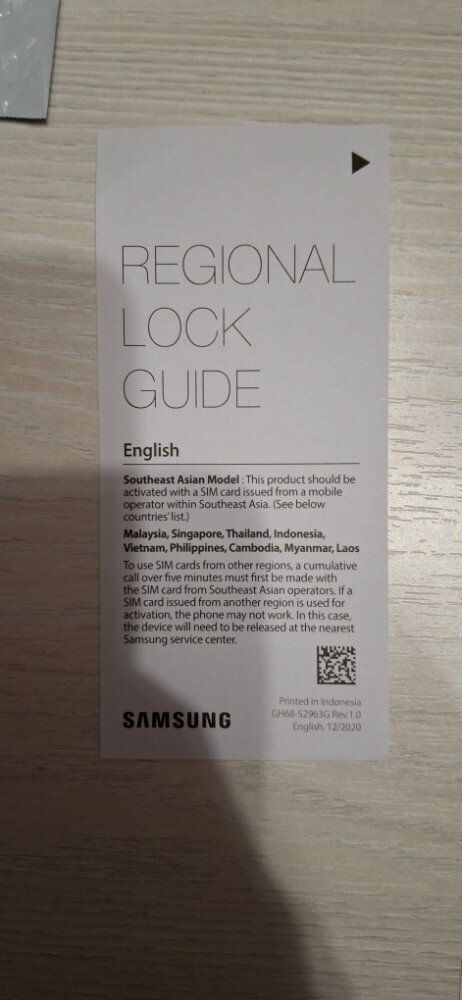 REGIONAL
LOCK
GUIDE
English
Southeast Asian Model : This product should be
activated with a SIM card issued from a mobile
operator within Southeast Asia. (See below
countries' list.)
Malaysia, Singapore, Thailand, Indonesia,
Vietnam, Philippines, Cambodia, Myanmar, Laos
To use SIM cards from other regions, a cumulative
call over five minutes must first be made with
the SIM card from Southeast Asian operators. If a
SIM card issued from another region is used for
activation, the phone may not work. In this case,
the device will need to be released at the nearest
Samsung service center.
SAMSUNG
Printed in Indonesia
GH68-52963G Rev.1.0
English. 12/2020